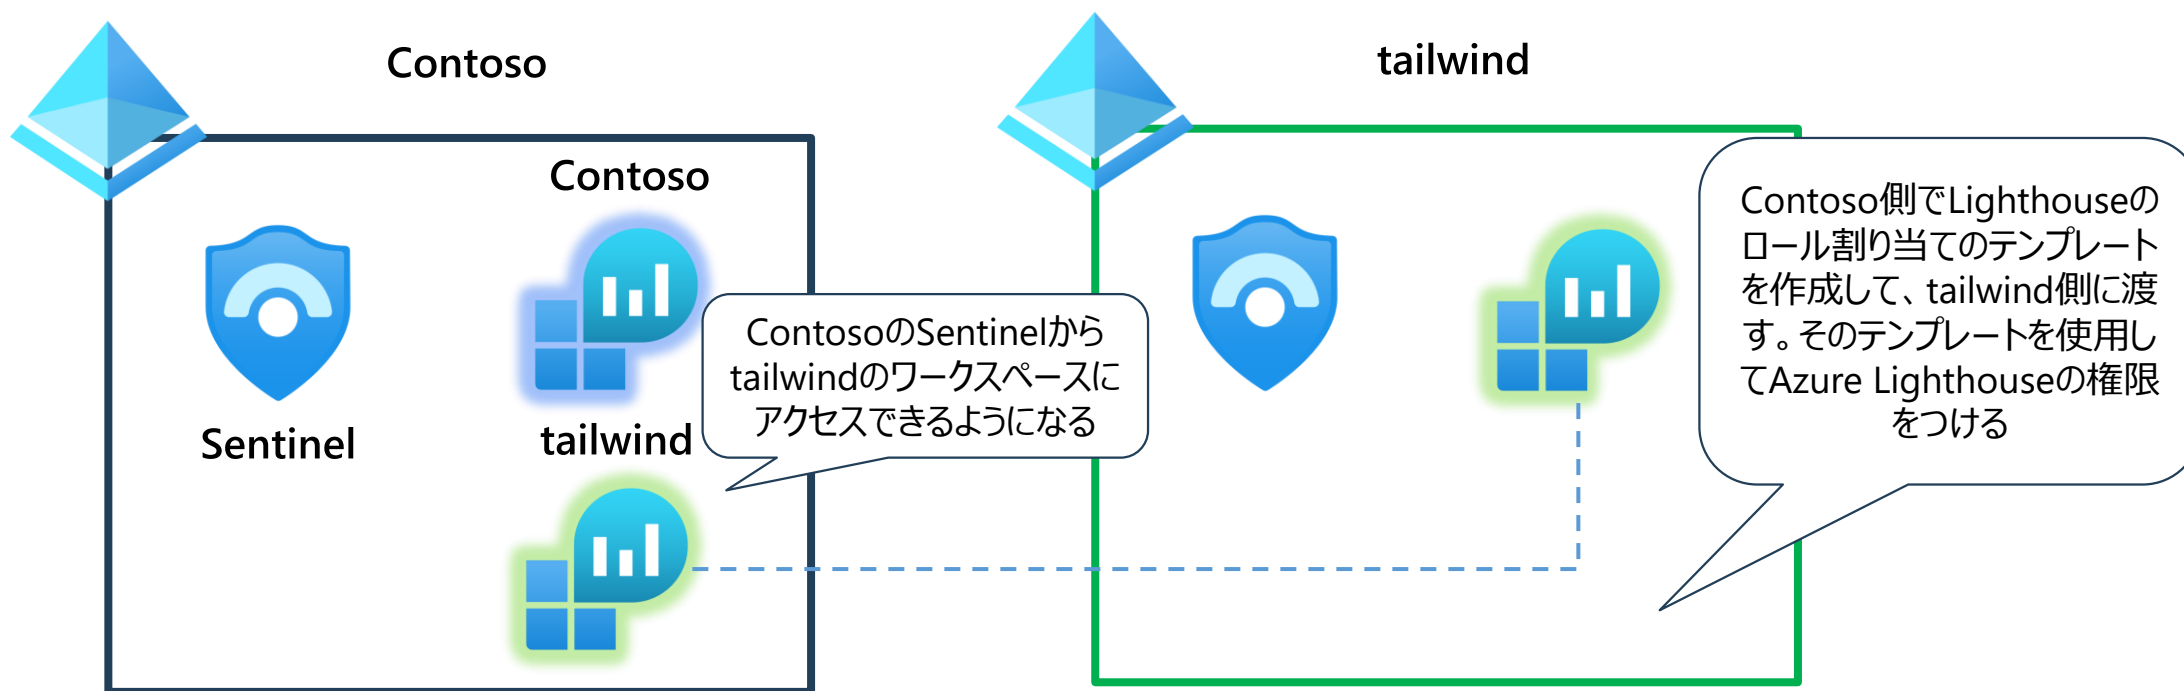 Contoso
tailwind
Contoso
Sentinel
tailwind
ContosoのSentinelから
tailwindのワークスペースに
アクセスできるようになる
Contoso側でLighthouseの
ロール割り当てのテンプレート
を作成して、tailwind側に渡
す。そのテンプレートを使用し
てAzure Lighthouseの権限
をつける